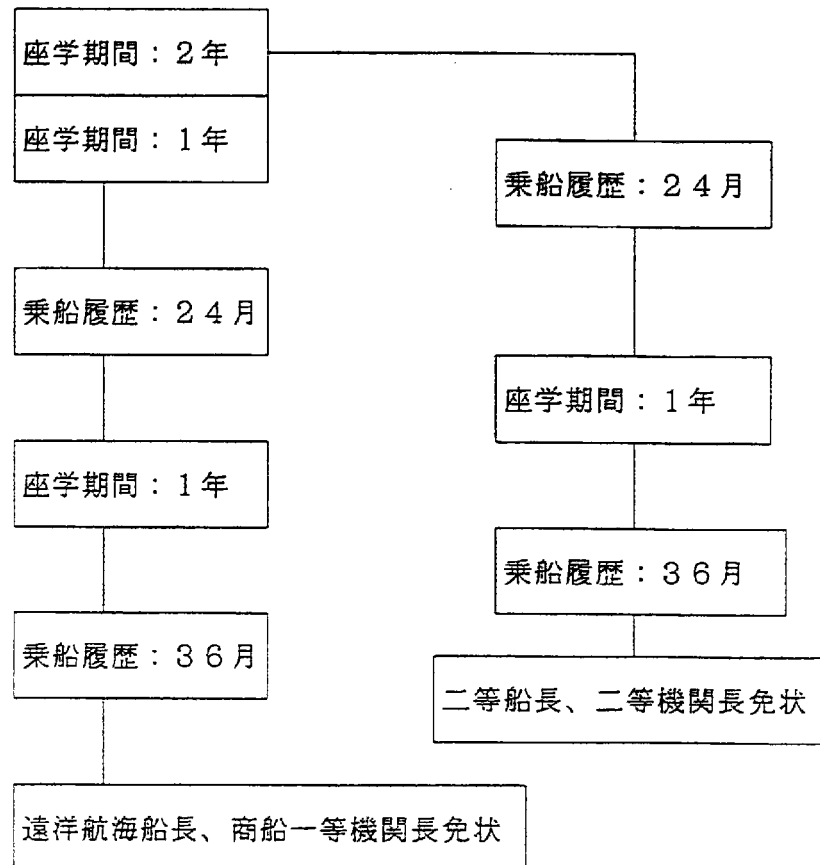 座学期間：２年
座学期間：１年
乗船履歴：２４月
座学期間：１年
乗船履歴：３６月
遠洋航海船長、商船一等機関長免状
乗船履歴：２４月
座学期間：１年
乗船履歴：３６月
二等船長、二等機関長免状